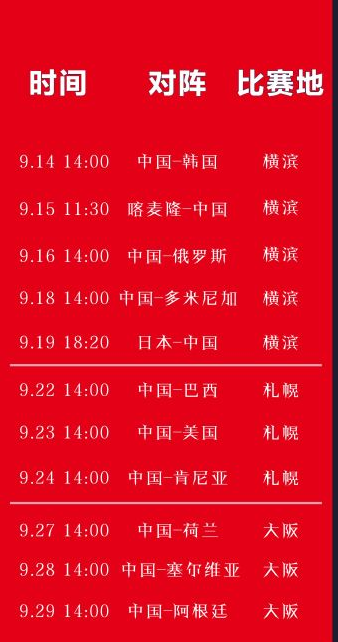 时间 对阵 比赛地
9.14 14:00 中国-韩国 横滨
9.15 11:30 喀麦隆-中国 横滨
9.16 14:00 中国-俄罗斯 横滨
9.18 14:00 中国-多米尼加 横滨
9.19 18:20 日本-中国 横滨
9.22 14:00 中国-巴西 札幌
9.23 14:00 中国-美国 札幌
9.24 14:00 中国-肯尼亚 札幌
9.27 14:00 中国-荷兰 大阪
9.28 14:00 中国-塞尔维亚 大阪
9.29 14:00 中国-阿根廷 大阪